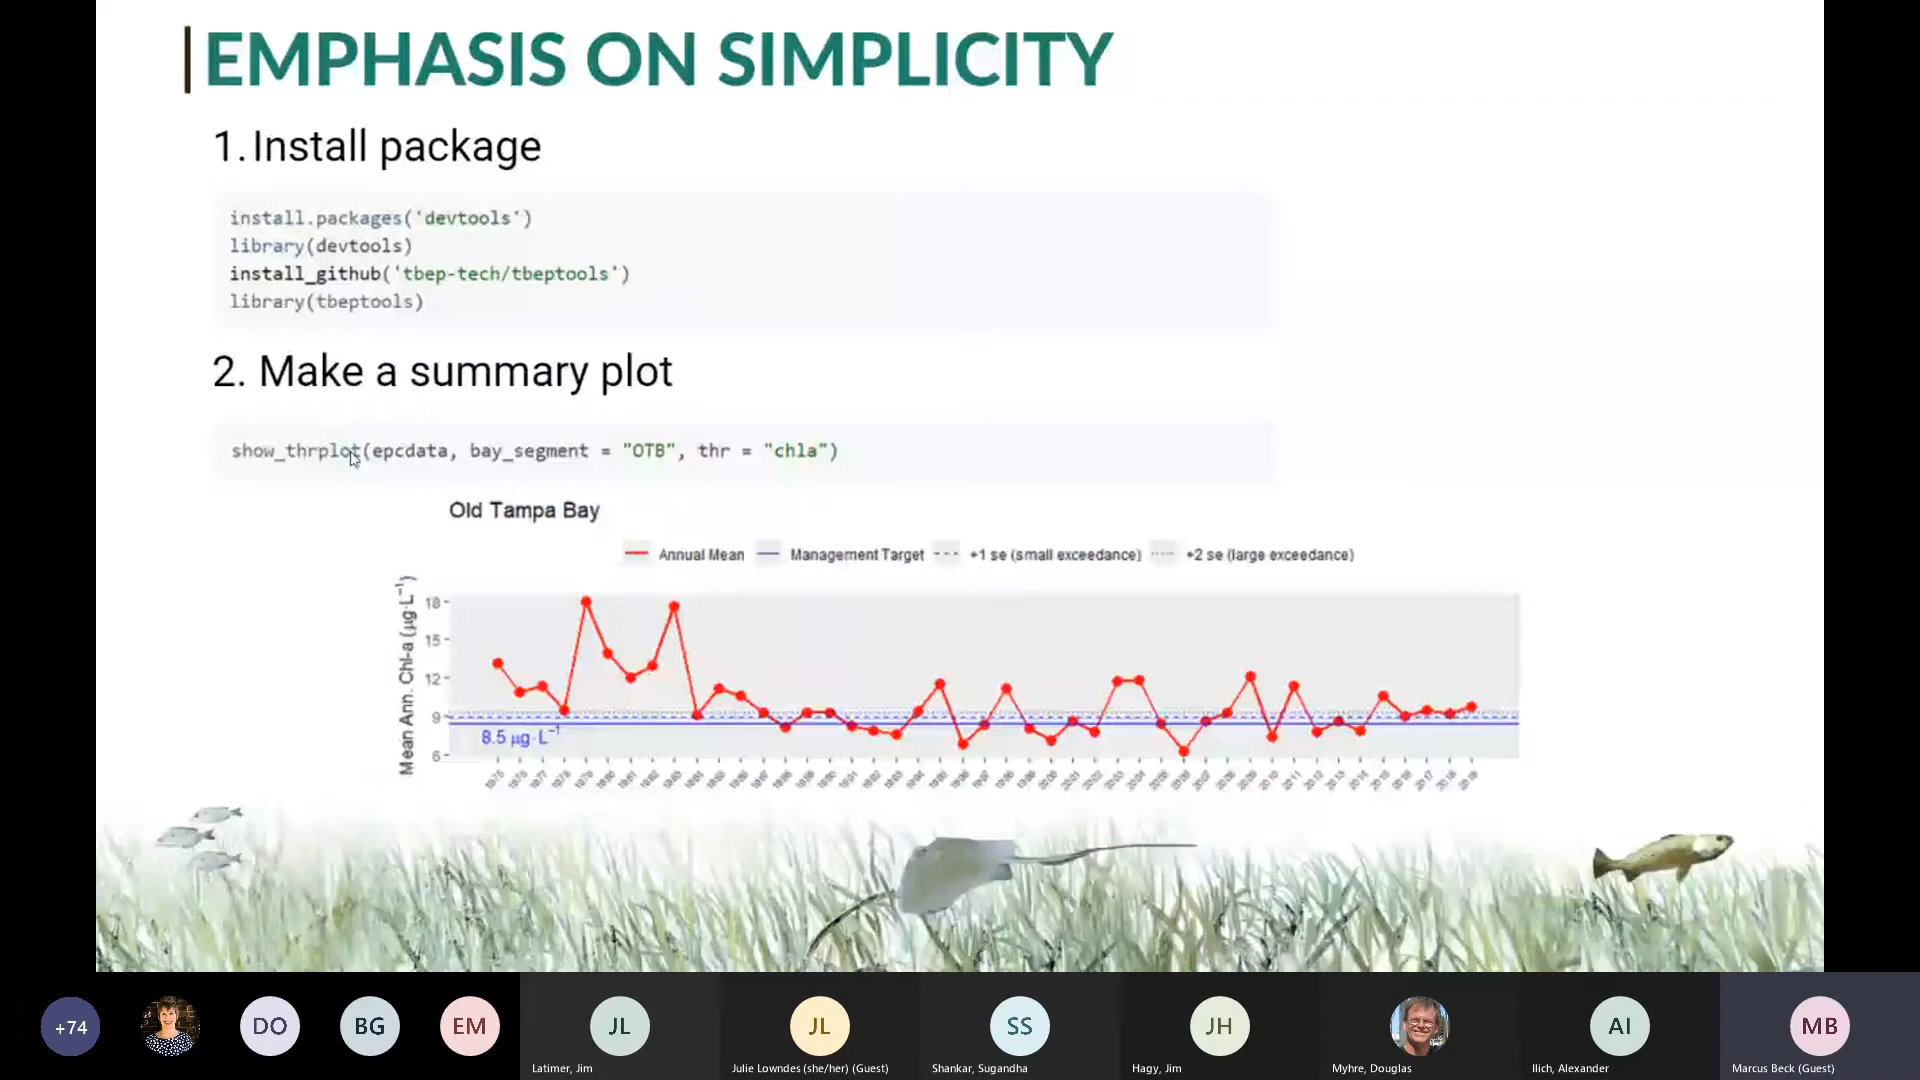 EMPHASIS ON SIMPLICITY
1. Install package
install.packages('devtools')
library(devtools)
install_github('tbep-tech/tbeptools')
library(tbeptools)
2. Make a summary plot
show_thrplot(epcdata, bay_segment = "OTB", thr = "chla")
Old Tampa Bay
Annual Mean Management Target +1 se (small exceedance) +2 se (large exceedance)
Mean Ann. Chl-a (µg·L⁻¹)
18
15
12
9
6
8.5 µg·L⁻¹
+74 DO BG EM JL JL SS JH AI MB
Latimer, Jim Julie Lowndes (she/her) (Guest) Shankar, Sugandha Hagy, Jim Myhre, Douglas Ilich, Alexander Marcus Beck (Guest)